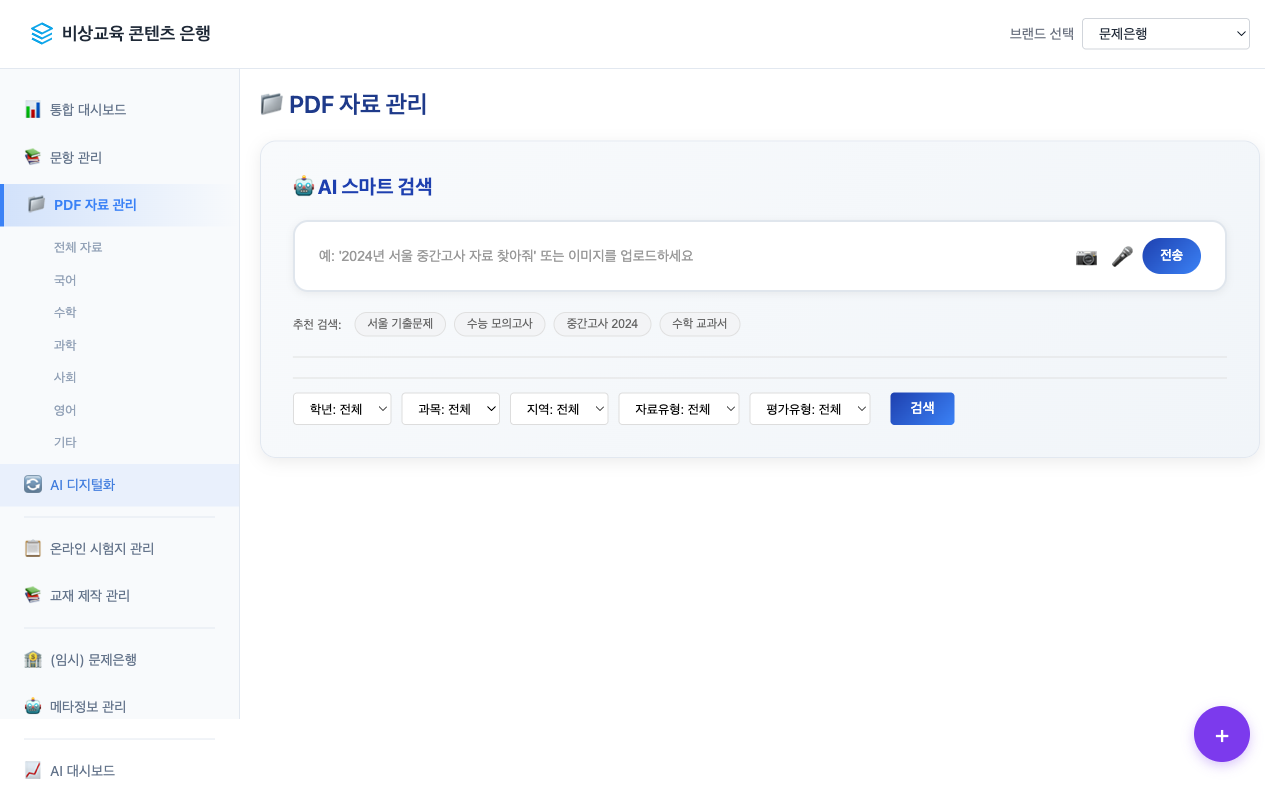 비상교육 콘텐츠 은행
브랜드 선택 문제은행
통합 대시보드
문항 관리
PDF 자료 관리
전체 자료
국어
수학
과학
사회
영어
기타
AI 디지털화
온라인 시험지 관리
교재 제작 관리
(임시) 문제은행
메타정보 관리
AI 대시보드
PDF 자료 관리
AI 스마트 검색
예: '2024년 서울 중간고사 자료 찾아줘' 또는 이미지를 업로드하세요
전송
추천 검색: 서울 기출문제 수능 모의고사 중간고사 2024 수학 교과서
학년: 전체 과목: 전체 지역: 전체 자료유형: 전체 평가유형: 전체 검색
+